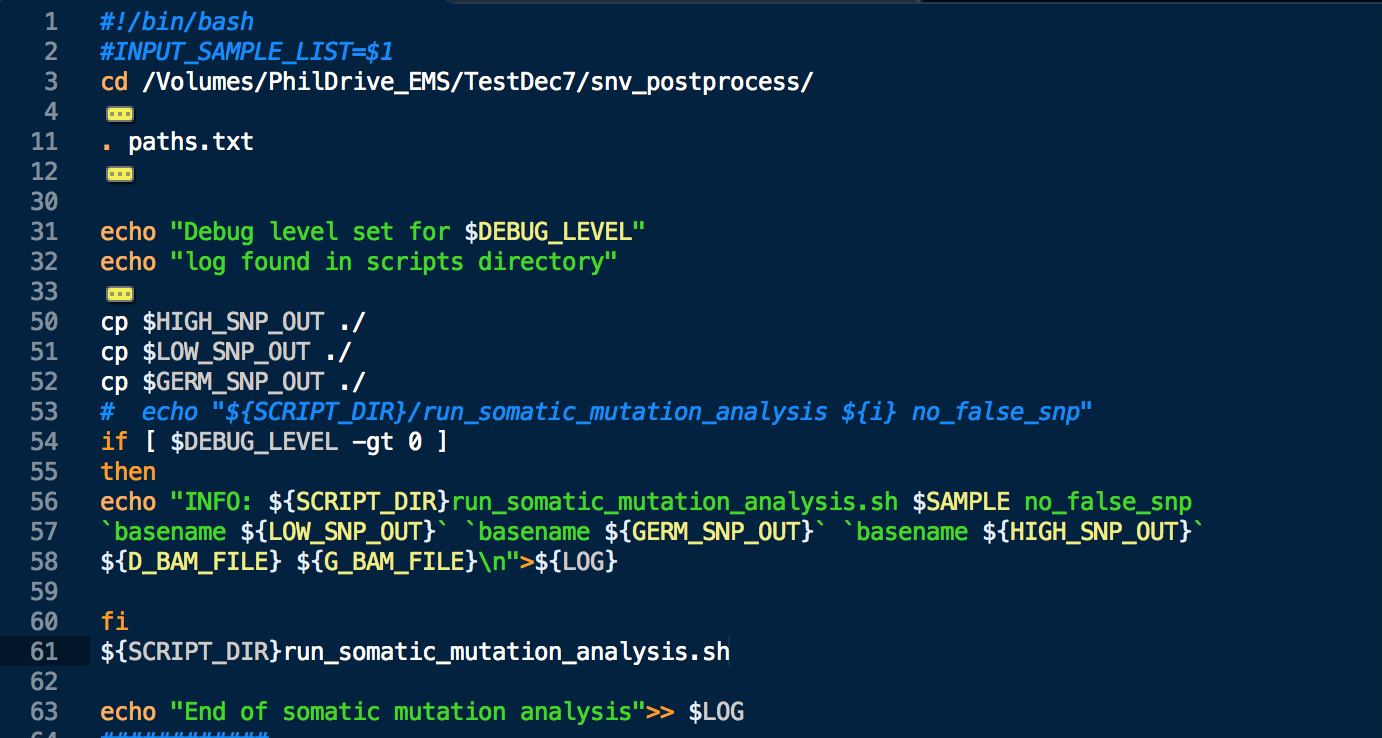 1 #!/bin/bash
2 #INPUT_SAMPLE_LIST=$1
3 cd /Volumes/PhilDrive_EMS/TestDec7/snv_postprocess/
4
11 . paths.txt
12
30
31 echo "Debug level set for $DEBUG_LEVEL"
32 echo "log found in scripts directory"
33
50 cp $HIGH_SNP_OUT ./
51 cp $LOW_SNP_OUT ./
52 cp $GERM_SNP_OUT ./
53 #  echo "${SCRIPT_DIR}/run_somatic_mutation_analysis ${i} no_false_snp"
54 if [ $DEBUG_LEVEL -gt 0 ]
55 then
56 echo "INFO: ${SCRIPT_DIR}run_somatic_mutation_analysis.sh $SAMPLE no_false_snp
57 `basename ${LOW_SNP_OUT}` `basename ${GERM_SNP_OUT}` `basename ${HIGH_SNP_OUT}`
58 ${D_BAM_FILE} ${G_BAM_FILE}\n">${LOG}
59
60 fi
61 ${SCRIPT_DIR}run_somatic_mutation_analysis.sh
62
63 echo "End of somatic mutation analysis">> $LOG
64 ############